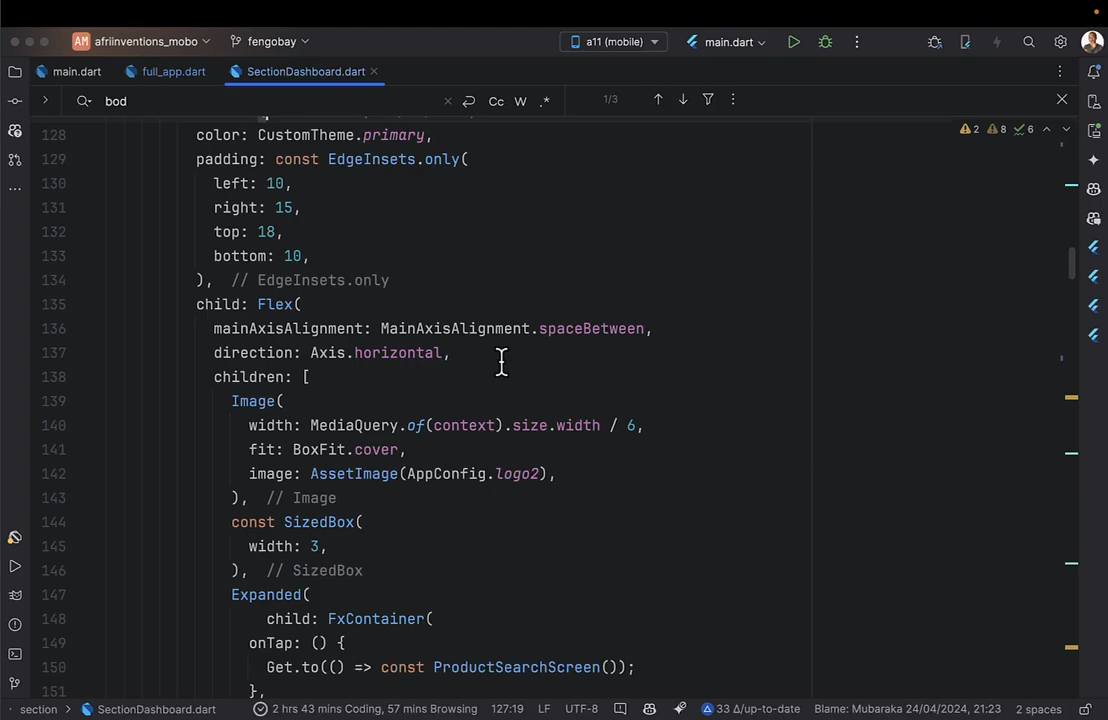 AM afriinventions_mobo fengobay a11 (mobile) main.dart
main.dart full_app.dart SectionDashboard.dart
bod Cc W .* 1/3
128 color: CustomTheme.primary, 2 8 6
129 padding: const EdgeInsets.only(
130 left: 10,
131 right: 15,
132 top: 18,
133 bottom: 10,
134 ), // EdgeInsets.only
135 child: Flex(
136 mainAxisAlignment: MainAxisAlignment.spaceBetween,
137 direction: Axis.horizontal,
138 children: [
139 Image(
140 width: MediaQuery.of(context).size.width / 6,
141 fit: BoxFit.cover,
142 image: AssetImage(AppConfig.logo2),
143 ), // Image
144 const SizedBox(
145 width: 3,
146 ), // SizedBox
147 Expanded(
148 child: FxContainer(
149 onTap: () {
150 Get.to(() => const ProductSearchScreen());
151 },
section SectionDashboard.dart 2 hrs 43 mins Coding, 57 mins Browsing 127:19 LF UTF-8 33 Δ/up-to-date Blame: Mubaraka 24/04/2024, 21:23 2 spaces